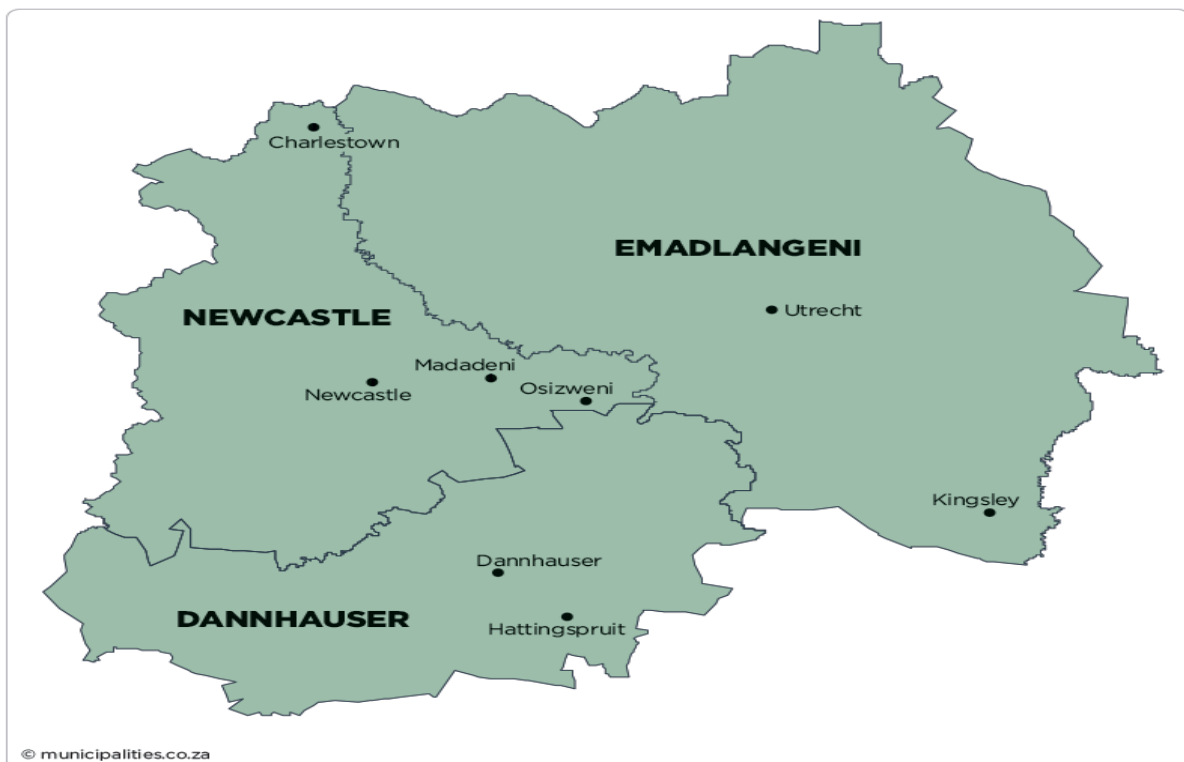 Charlestown
EMADLANGENI
Utrecht
NEWCASTLE
Madadeni
Newcastle
Osizweni
Kingsley
Dannhauser
DANNHAUSER
Hattingspruit
© municipalities.co.za